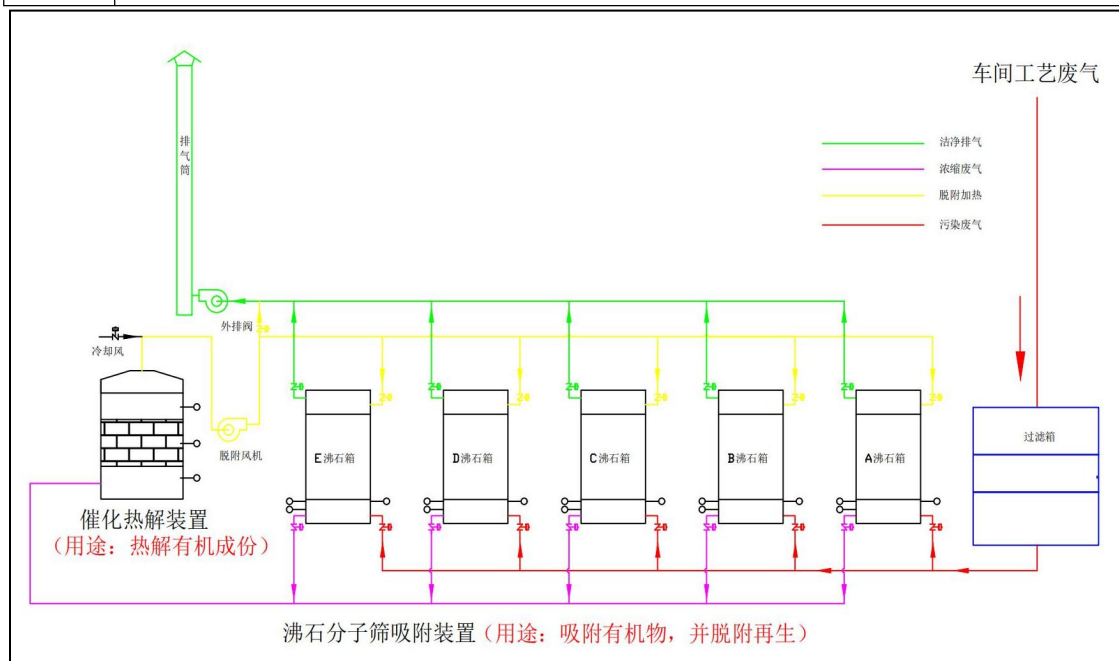 车间工艺废气
排气筒
洁净排气
浓缩废气
脱附加热
污染废气
外排阀
冷却风
脱附风机
过滤箱
E沸石箱
D沸石箱
C沸石箱
B沸石箱
A沸石箱
催化热解装置
(用途：热解有机成份)
沸石分子筛吸附装置(用途：吸附有机物，并脱附再生)